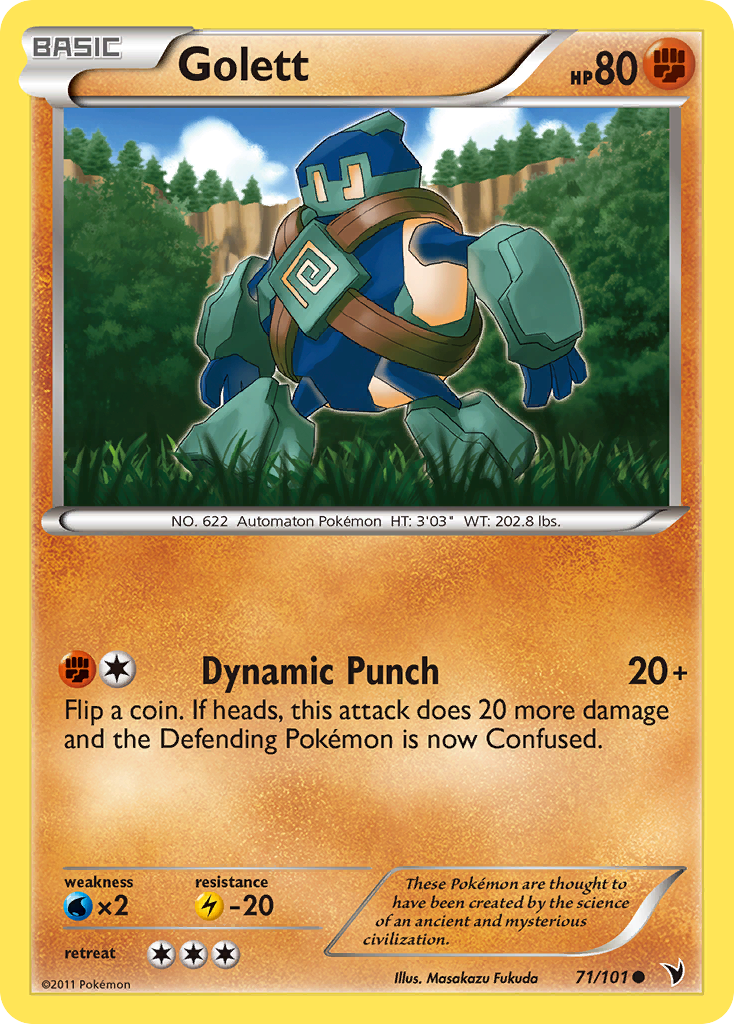 BASIC
Golett
HP80
NO. 622 Automaton Pokémon HT: 3'03" WT: 202.8 lbs.
Dynamic Punch 20+
Flip a coin. If heads, this attack does 20 more damage
and the Defending Pokémon is now Confused.
weakness resistance
×2 -20
These Pokémon are thought to
have been created by the science
of an ancient and mysterious
civilization.
retreat
©2011 Pokémon
Illus. Masakazu Fukuda 71/101